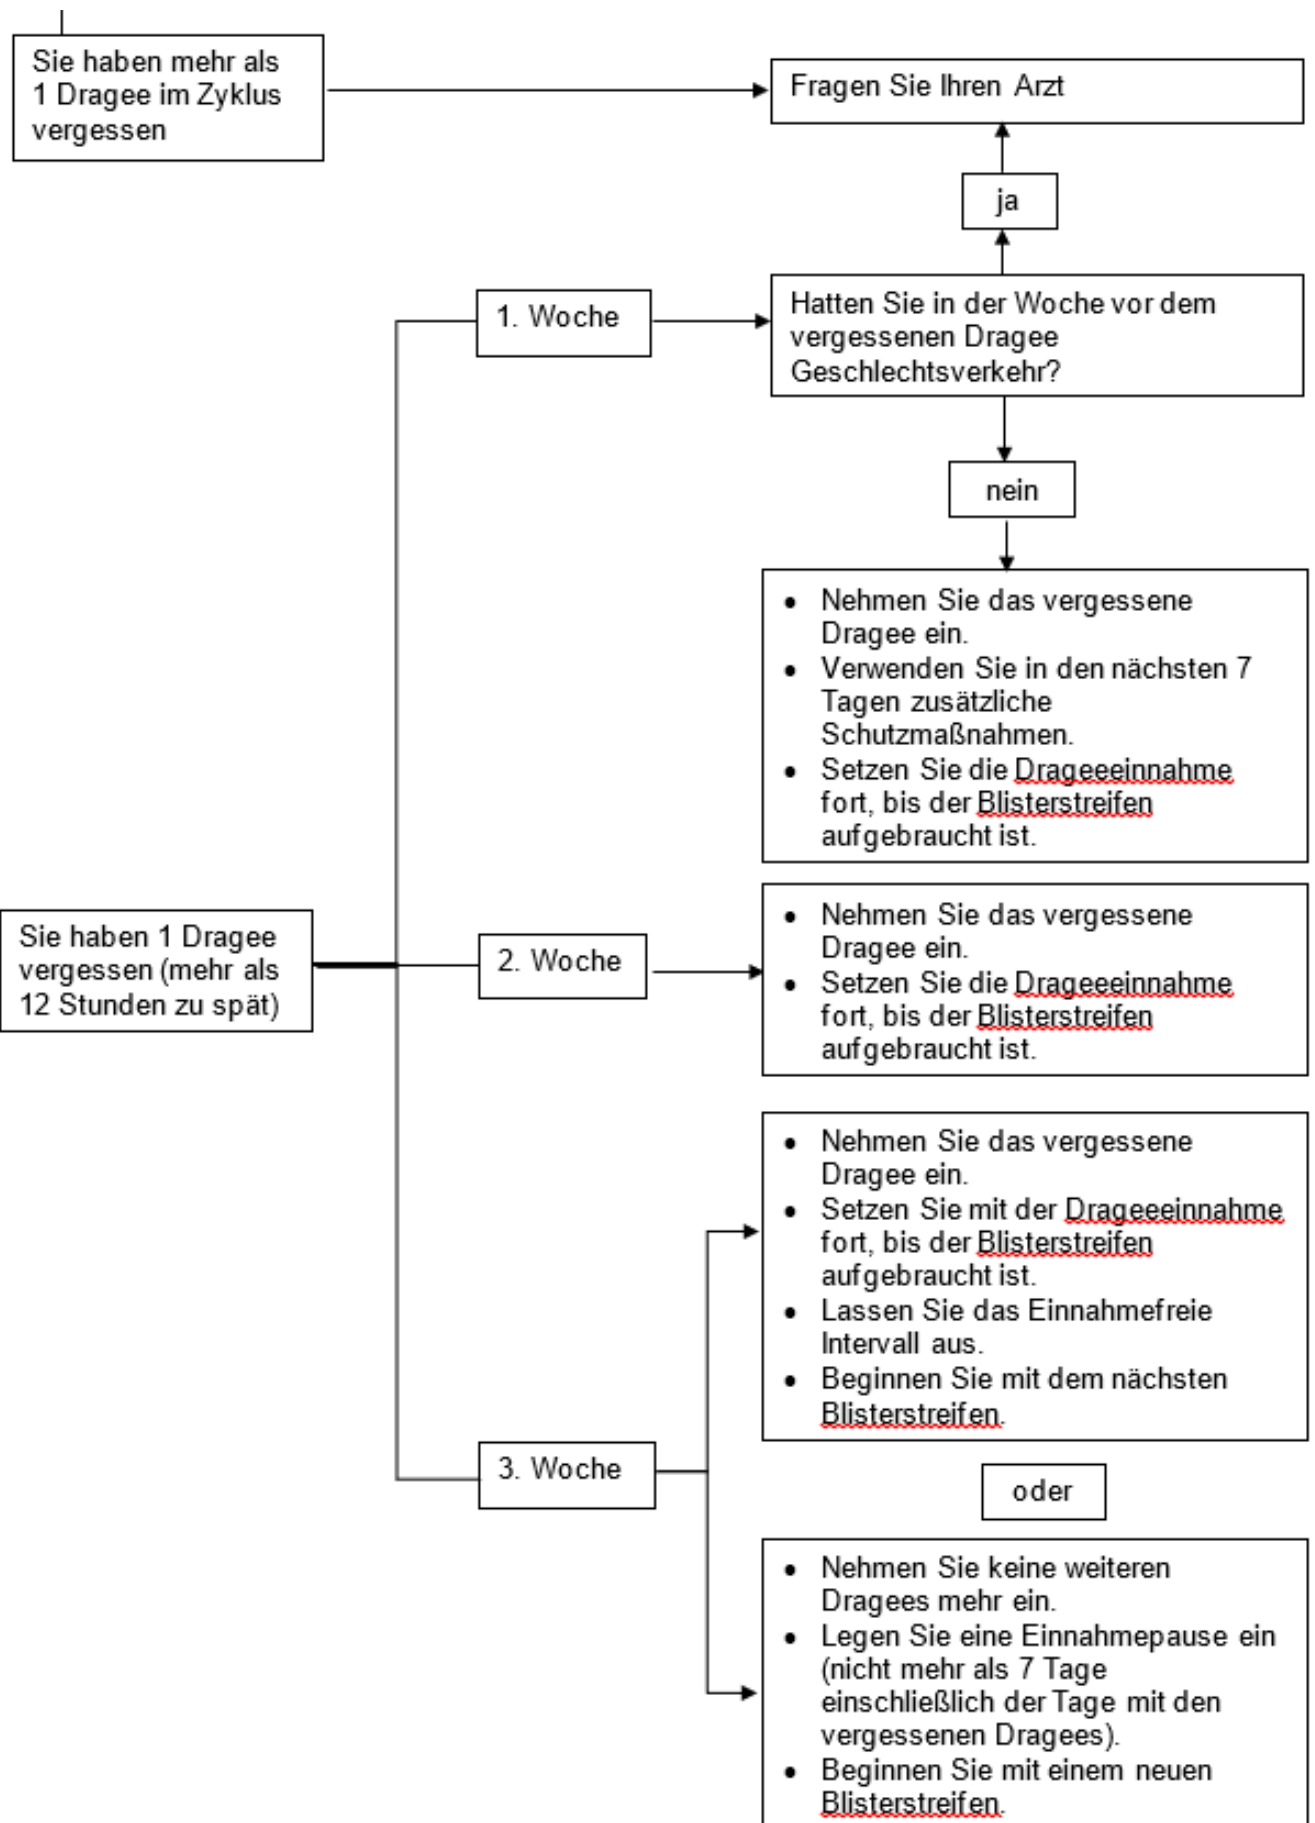 Sie haben mehr als
1 Dragee im Zyklus
vergessen
Fragen Sie Ihren Arzt
ja
1. Woche
Hatten Sie in der Woche vor dem
vergessenen Dragee
Geschlechtsverkehr?
nein
• Nehmen Sie das vergessene
Dragee ein.
• Verwenden Sie in den nächsten 7
Tagen zusätzliche
Schutzmaßnahmen.
• Setzen Sie die Drageeeinnahme
fort, bis der Blisterstreifen
aufgebraucht ist.
Sie haben 1 Dragee
vergessen (mehr als
12 Stunden zu spät)
2. Woche
• Nehmen Sie das vergessene
Dragee ein.
• Setzen Sie die Drageeeinnahme
fort, bis der Blisterstreifen
aufgebraucht ist.
3. Woche
• Nehmen Sie das vergessene
Dragee ein.
• Setzen Sie mit der Drageeeinnahme
fort, bis der Blisterstreifen
aufgebraucht ist.
• Lassen Sie das Einnahmefreie
Intervall aus.
• Beginnen Sie mit dem nächsten
Blisterstreifen.
oder
• Nehmen Sie keine weiteren
Dragees mehr ein.
• Legen Sie eine Einnahmepause ein
(nicht mehr als 7 Tage
einschließlich der Tage mit den
vergessenen Dragees).
• Beginnen Sie mit einem neuen
Blisterstreifen.